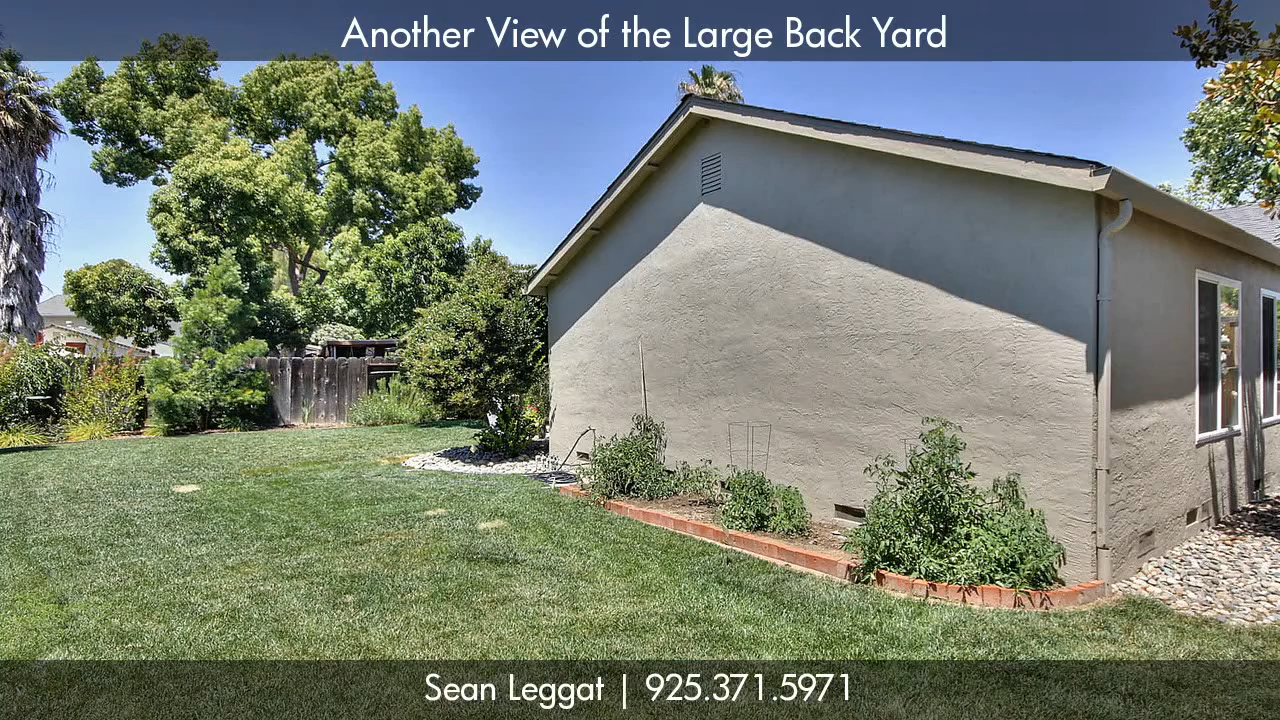 Another View of the Large Back Yard
Sean Leggat | 925.371.5971